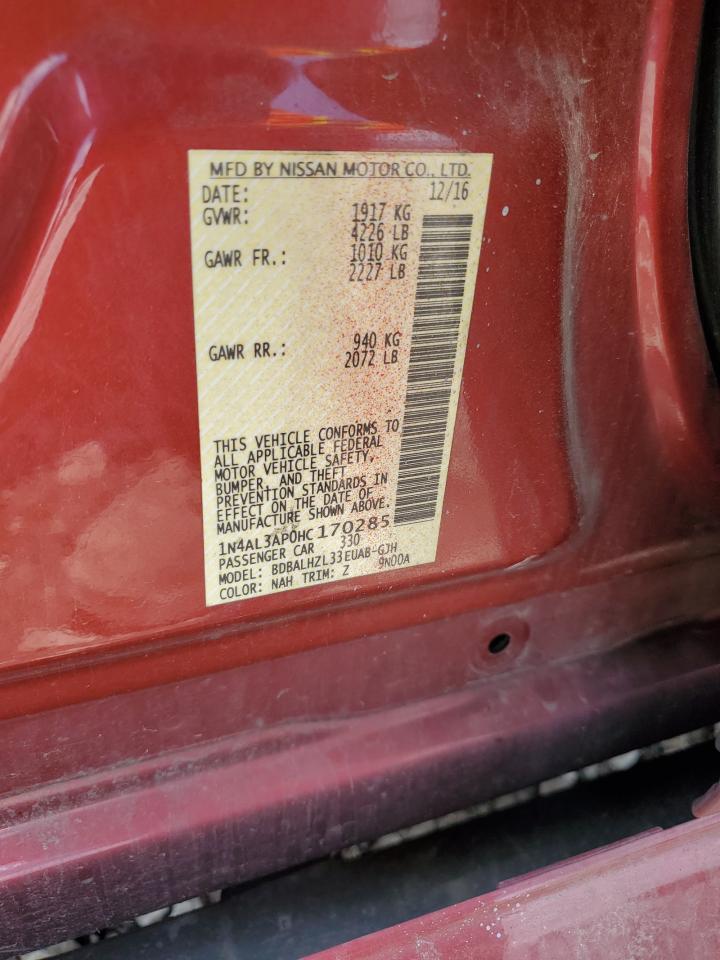 MFD BY NISSAN MOTOR CO., LTD.
DATE: 12/16
GVWR: 1917 KG
4226 LB
GAWR FR.: 1010 KG
2227 LB
GAWR RR.: 940 KG
2072 LB
THIS VEHICLE CONFORMS TO
ALL APPLICABLE FEDERAL
MOTOR VEHICLE SAFETY,
BUMPER, AND THEFT
PREVENTION STANDARDS IN
EFFECT ON THE DATE OF
MANUFACTURE SHOWN ABOVE.
1N4AL3AP0HC170285
PASSENGER CAR 330
MODEL: BDBALHZL33EUAB-GJH
COLOR: NAH TRIM: Z 9N00A